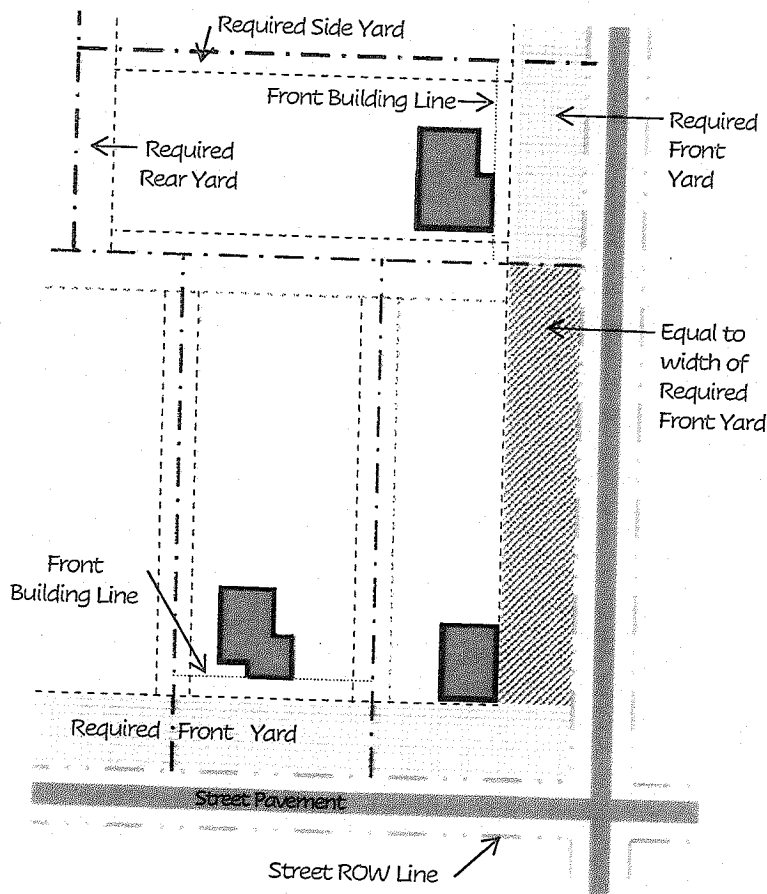 Required Side Yard
Front Building Line
Required
Front
Yard
Required
Rear Yard
Equal to
width of
Required
Front Yard
Front
Building Line
Required Front Yard
Street Pavement
Street ROW Line